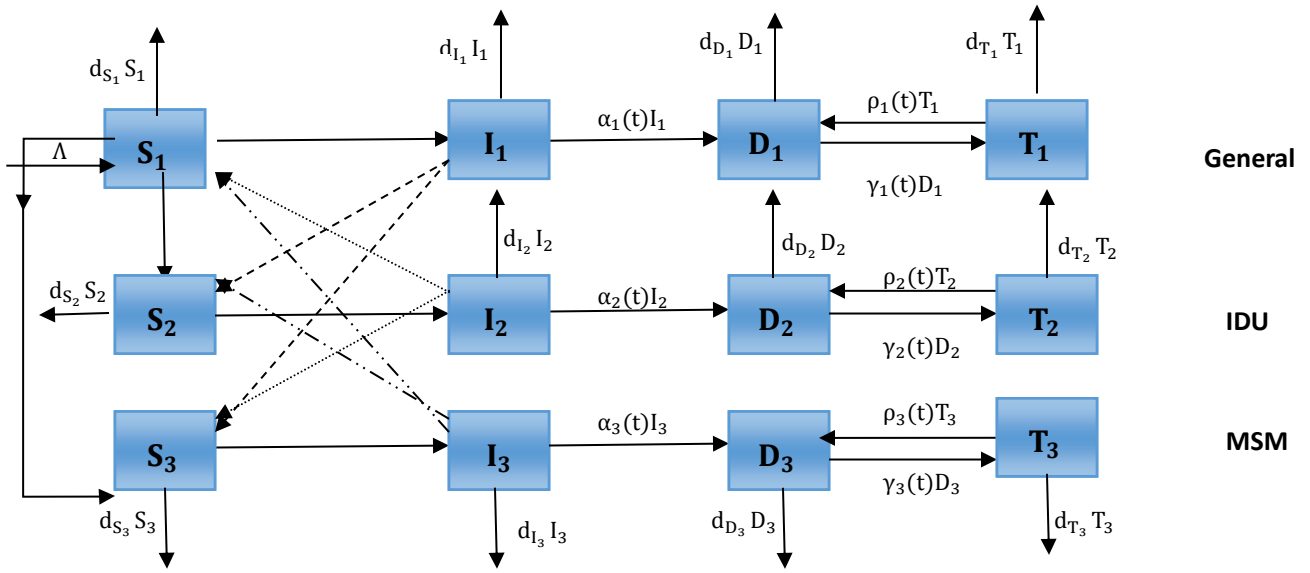 d_{S_1} S_1
d_{I_1} I_1
d_{D_1} D_1
d_{T_1} T_1
Λ
S_1
I_1
α_1(t)I_1
D_1
ρ_1(t)T_1
γ_1(t)D_1
T_1
General
d_{I_2} I_2
d_{D_2} D_2
d_{T_2} T_2
d_{S_2} S_2
S_2
I_2
α_2(t)I_2
D_2
ρ_2(t)T_2
γ_2(t)D_2
T_2
IDU
S_3
I_3
α_3(t)I_3
D_3
ρ_3(t)T_3
γ_3(t)D_3
T_3
MSM
d_{S_3} S_3
d_{I_3} I_3
d_{D_3} D_3
d_{T_3} T_3